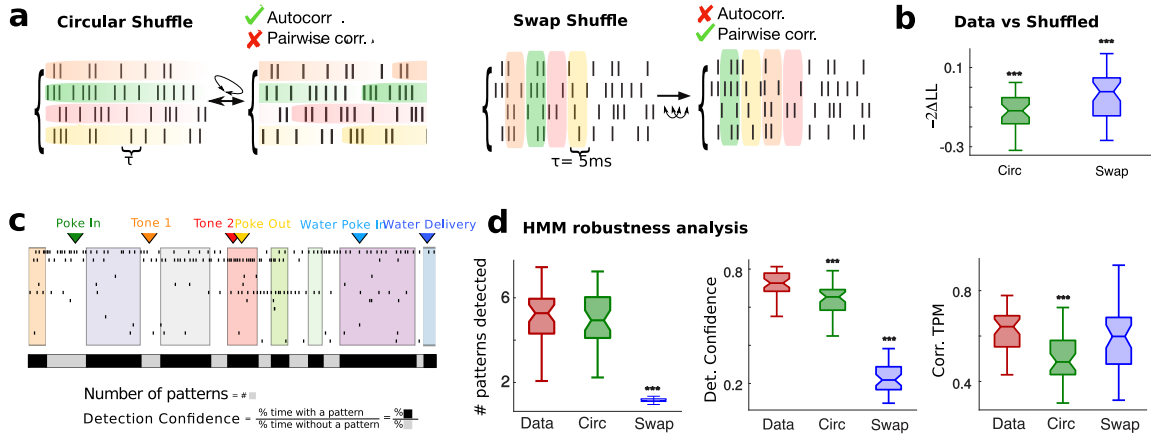 a
Circular Shuffle
Autocorr .
Pairwise corr. .
τ
Swap Shuffle
Autocorr.
Pairwise corr.
τ= 5ms
b
Data vs Shuffled
***
***
0.1
-0.3
−2ΔLL
Circ
Swap
c
Poke In
Tone 1
Tone 2
Poke Out
Water Poke In
Water Delivery
Number of patterns = #
Detection Confidence = % time with a pattern / % time without a pattern = % / %
d
HMM robustness analysis
# patterns detected
6
2
***
Data
Circ
Swap
Det. Confidence
0.8
0.2
***
***
Data
Circ
Swap
Corr. TPM
0.8
0.4
***
Data
Circ
Swap